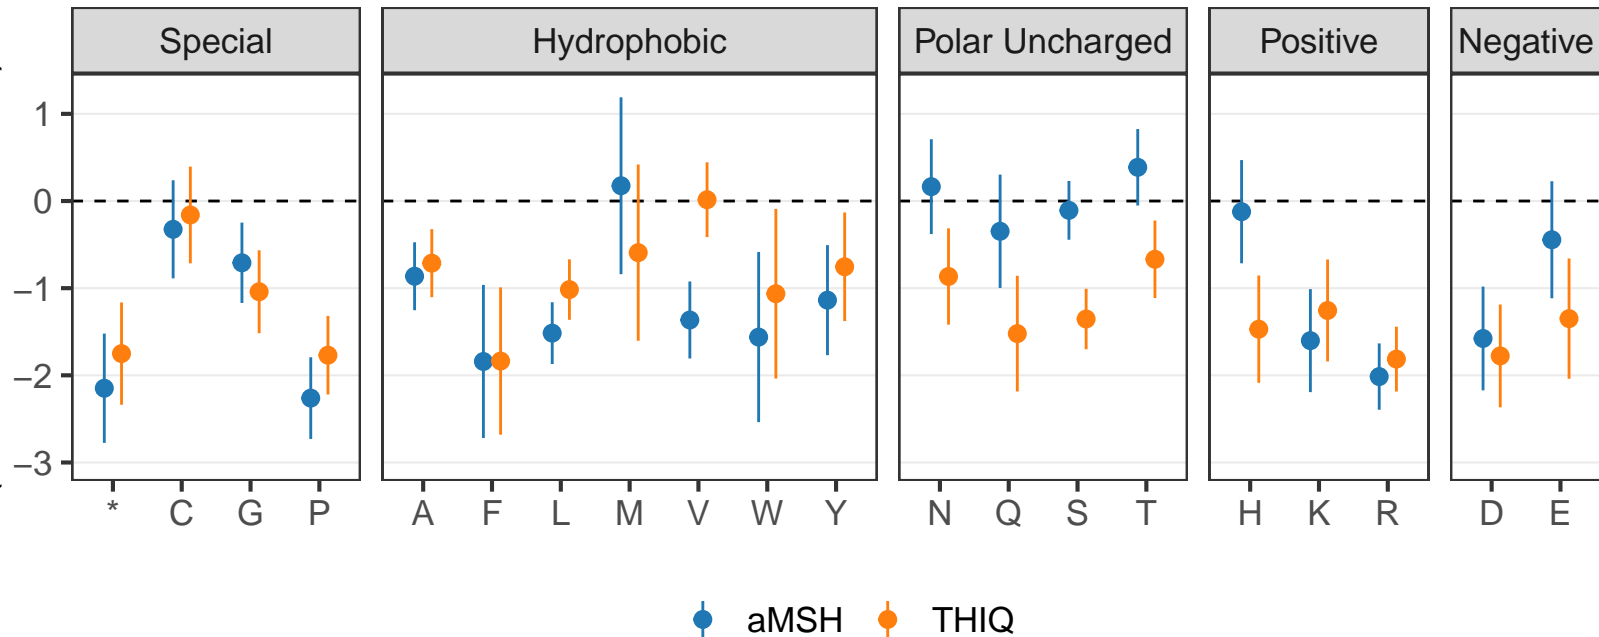 Special Hydrophobic Polar Uncharged Positive Negative
1
0
−1
−2
−3
* C G P A F L M V W Y N Q S T H K R D E
aMSH THIQ